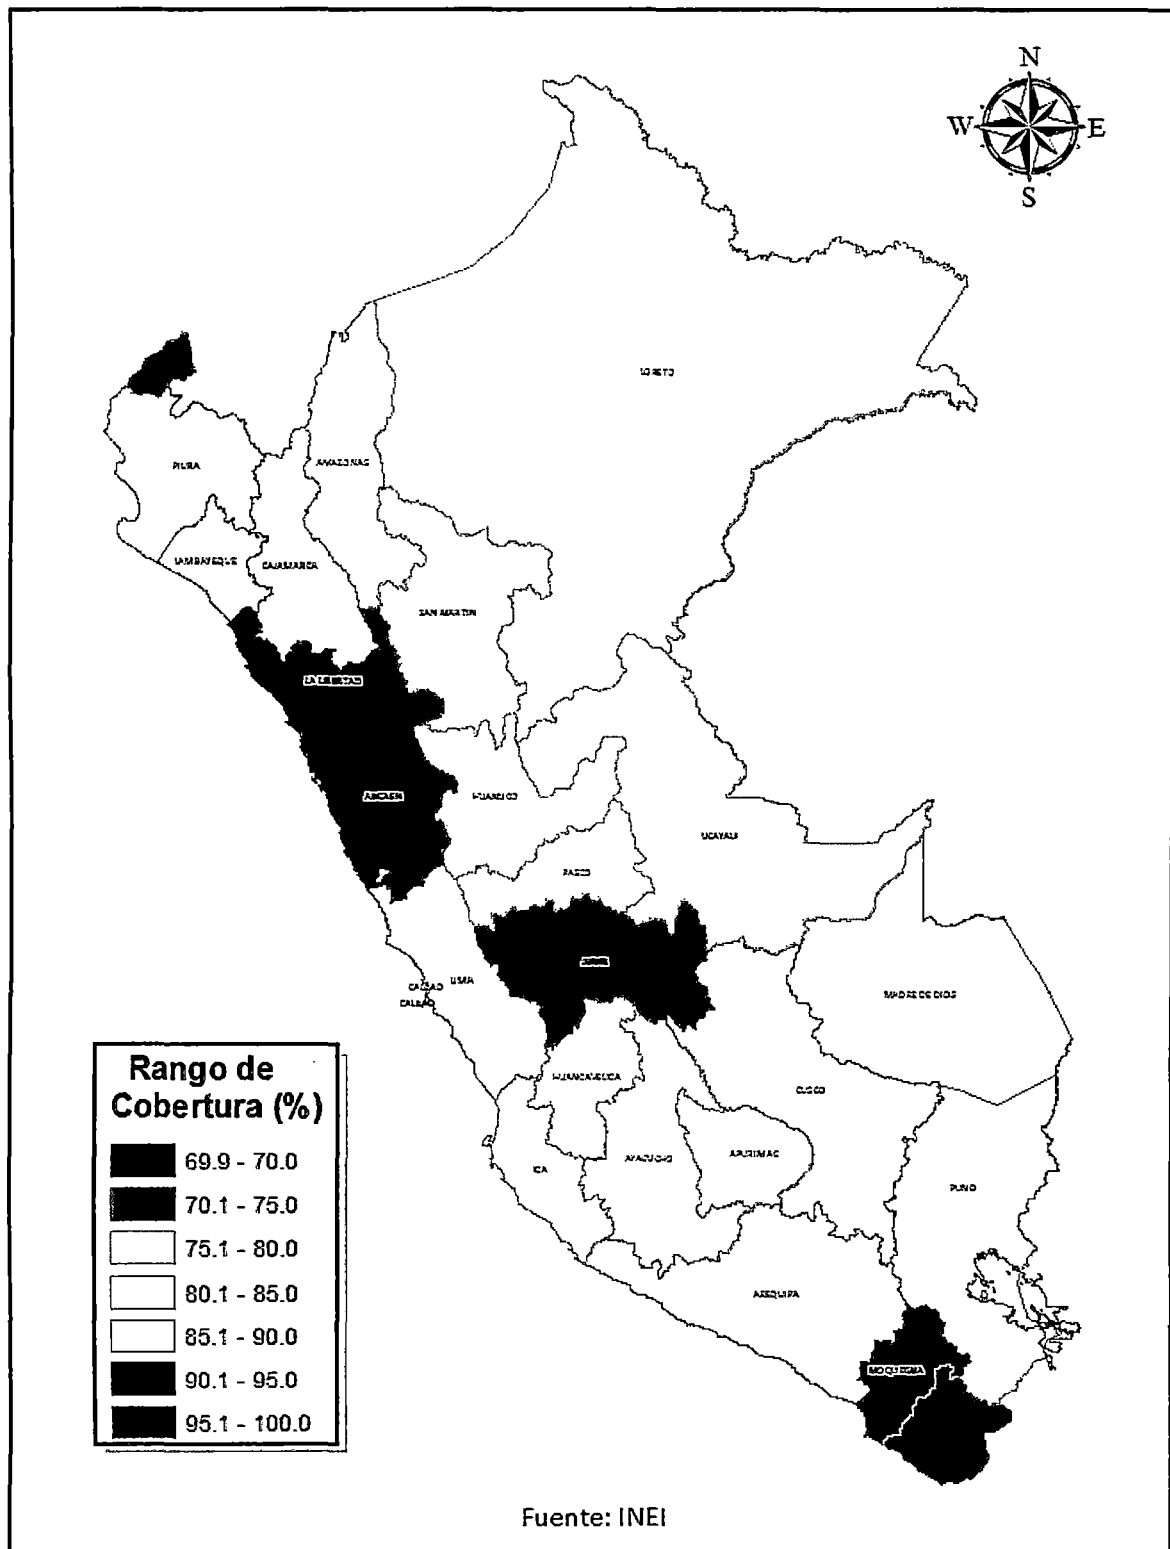 N
W E
S
LORETO
PIURA
AMAZONAS
LAMBAYEQUE
CAJAMARCA
SAN MARTIN
LA LIBERTAD
ANCASH
HUANUCO
UCAYALI
PASCO
JUNIN
LIMA
CALLAO
CALLAO
MADRE DE DIOS
HUANCAVELICA
CUSCO
ICA
AYACUCHO
APURIMAC
PUNO
AREQUIPA
MOQUEGUA
Rango de
Cobertura (%)
69.9 - 70.0
70.1 - 75.0
75.1 - 80.0
80.1 - 85.0
85.1 - 90.0
90.1 - 95.0
95.1 - 100.0
Fuente: INEI